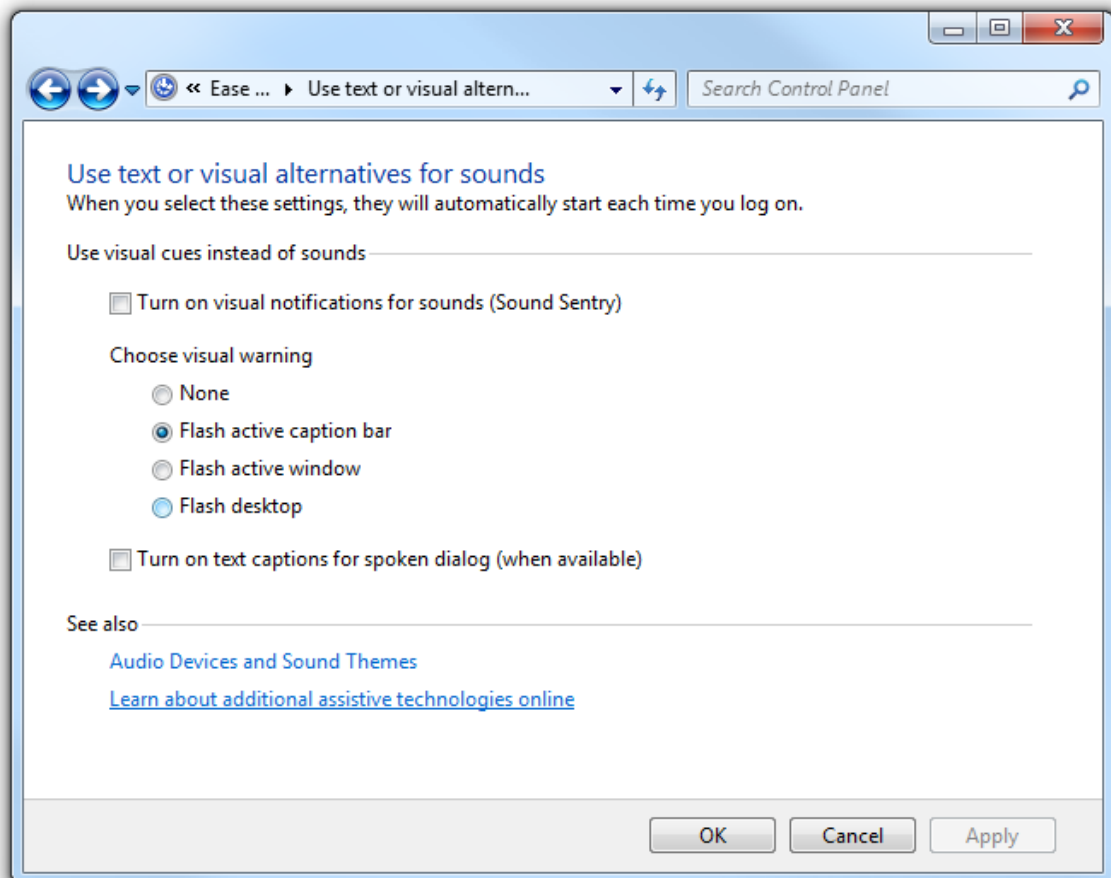 « Ease ... Use text or visual altern... Search Control Panel
Use text or visual alternatives for sounds
When you select these settings, they will automatically start each time you log on.
Use visual cues instead of sounds
Turn on visual notifications for sounds (Sound Sentry)
Choose visual warning
None
Flash active caption bar
Flash active window
Flash desktop
Turn on text captions for spoken dialog (when available)
See also
Audio Devices and Sound Themes
Learn about additional assistive technologies online
OK Cancel Apply